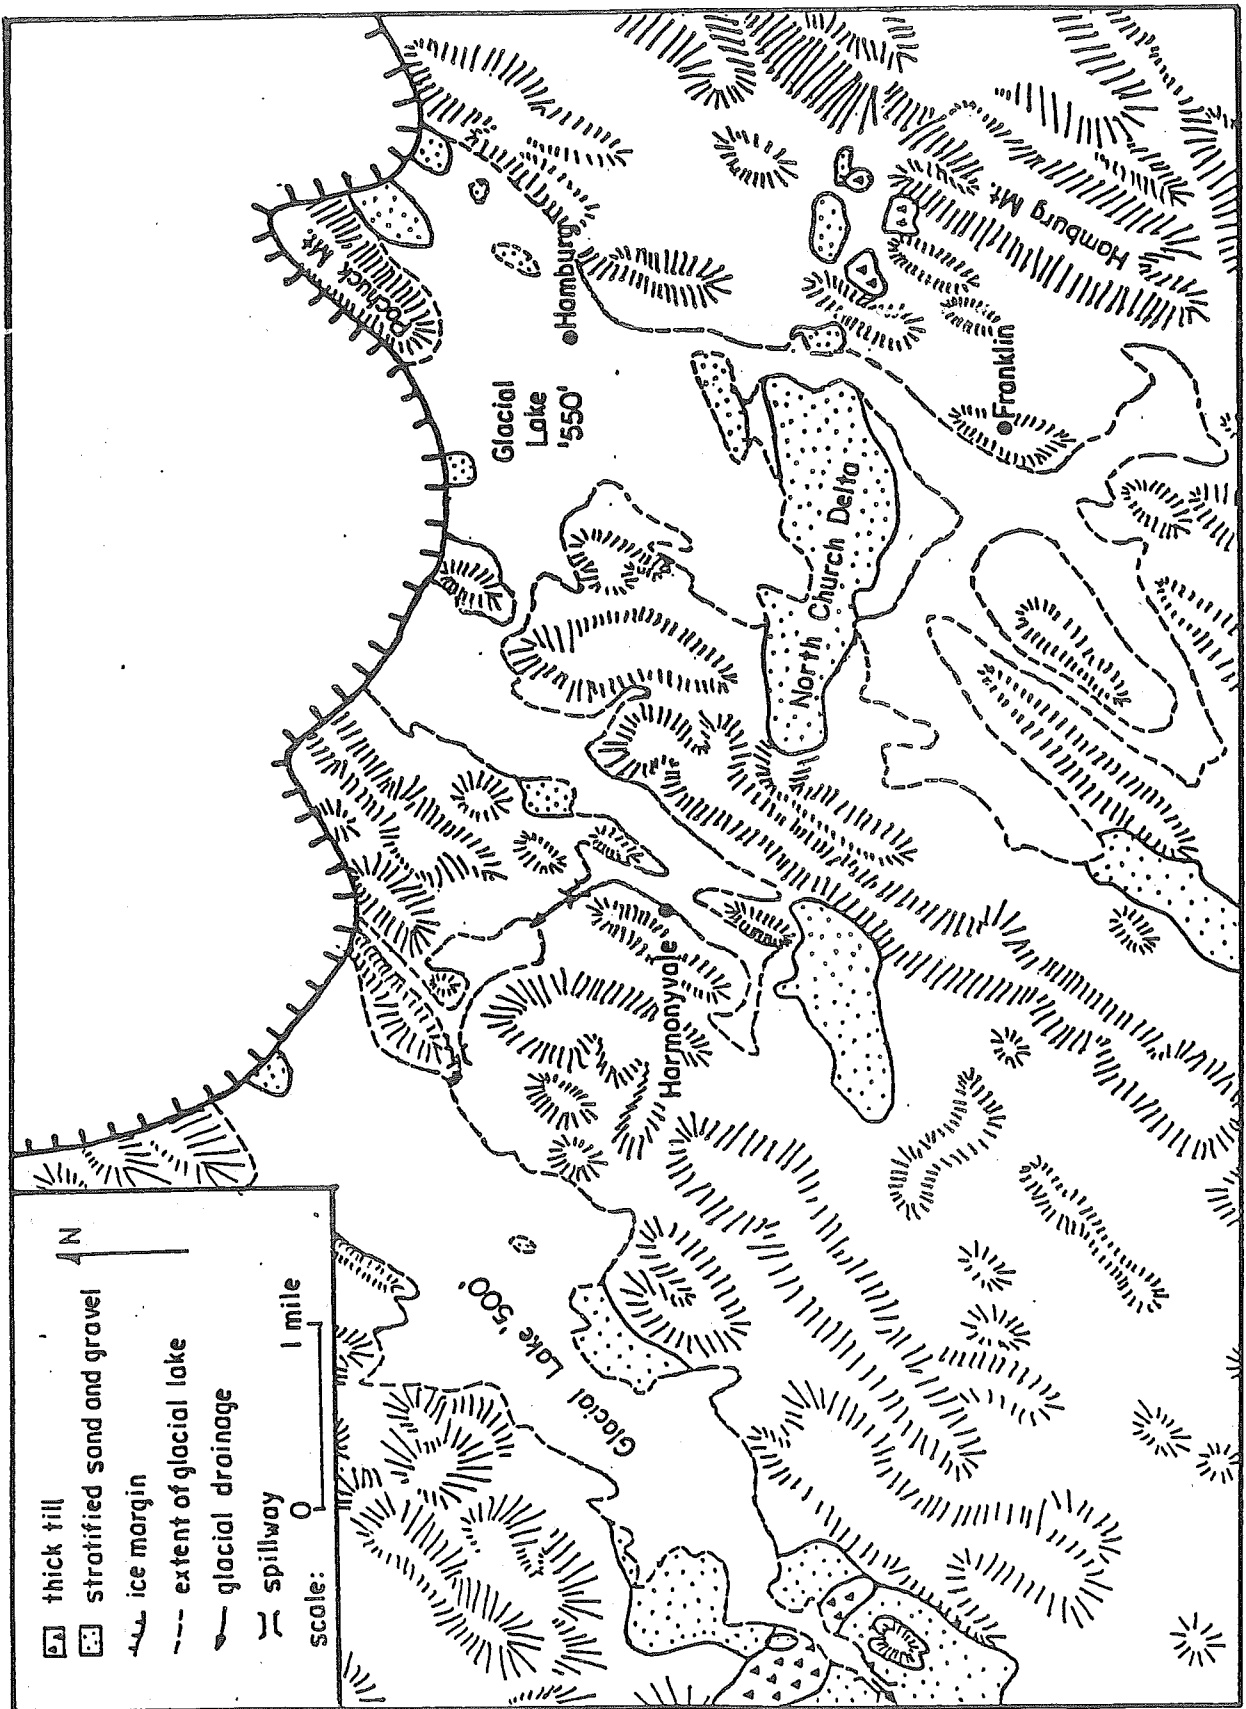 thick till
stratified sand and gravel
ice margin
extent of glacial lake
glacial drainage
spillway
scale:
0
1 mile
N
Pochuck Mt.
Hamburg
Glacial
Lake
'550'
Hamburg Mt.
Franklin
North Church Delta
Harmonyvale
Glacial Lake '500'